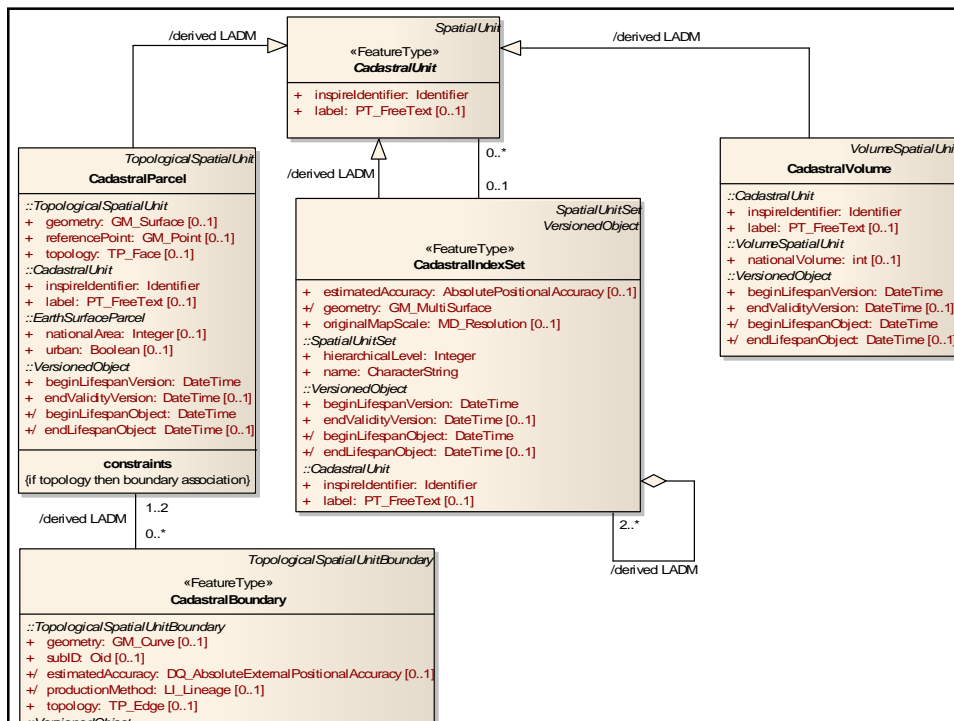 /derived LADM
SpatialUnit
«FeatureType»
CadastralUnit
+ inspireIdentifier: Identifier
+ label: PT_FreeText [0..1]
/derived LADM
/derived LADM
0..*
0..1
TopologicalSpatialUnit
CadastralParcel
::TopologicalSpatialUnit
+ geometry: GM_Surface [0..1]
+ referencePoint: GM_Point [0..1]
+ topology: TP_Face [0..1]
::CadastralUnit
+ inspireIdentifier: Identifier
+ label: PT_FreeText [0..1]
::EarthSurfaceParcel
+ nationalArea: Integer [0..1]
+ urban: Boolean [0..1]
::VersionedObject
+ beginLifespanVersion: DateTime
+ endValidityVersion: DateTime [0..1]
+/ beginLifespanObject: DateTime
+/ endLifespanObject: DateTime [0..1]
constraints
{if topology then boundary association}
SpatialUnitSet
VersionedObject
«FeatureType»
CadastralIndexSet
+ estimatedAccuracy: AbsolutePositionalAccuracy [0..1]
+/ geometry: GM_MultiSurface
+ originalMapScale: MD_Resolution [0..1]
::SpatialUnitSet
+ hierarchicalLevel: Integer
+ name: CharacterString
::VersionedObject
+ beginLifespanVersion: DateTime
+ endValidityVersion: DateTime [0..1]
+/ beginLifespanObject: DateTime
+/ endLifespanObject: DateTime [0..1]
::CadastralUnit
+ inspireIdentifier: Identifier
+ label: PT_FreeText [0..1]
2..*
/derived LADM
VolumeSpatialUnit
CadastralVolume
::CadastralUnit
+ inspireIdentifier: Identifier
+ label: PT_FreeText [0..1]
::VolumeSpatialUnit
+ nationalVolume: int [0..1]
::VersionedObject
+ beginLifespanVersion: DateTime
+ endValidityVersion: DateTime [0..1]
+/ beginLifespanObject: DateTime
+/ endLifespanObject: DateTime [0..1]
/derived LADM
1..2
0..*
TopologicalSpatialUnitBoundary
«FeatureType»
CadastralBoundary
::TopologicalSpatialUnitBoundary
+ geometry: GM_Curve [0..1]
+ subID: Oid [0..1]
+/ estimatedAccuracy: DQ_AbsoluteExternalPositionalAccuracy [0..1]
+/ productionMethod: LI_Lineage [0..1]
+ topology: TP_Edge [0..1]
::VersionedObject